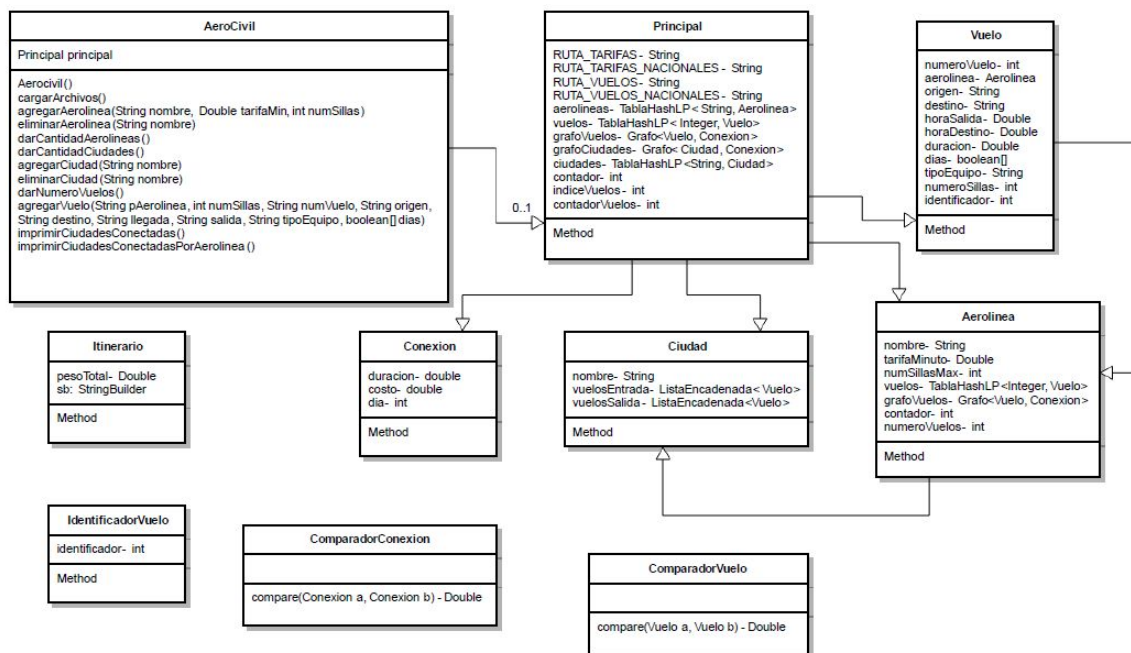 AeroCivil
Principal principal
Aerocivil()
cargarArchivos()
agregarAerolinea(String nombre, Double tarifaMin, int numSillas)
eliminarAerolinea(String nombre)
darCantidadAerolineas()
darCantidadCiudades()
agregarCiudad(String nombre)
eliminarCiudad(String nombre)
darNumeroVuelos()
agregarVuelo(String pAerolinea, int numSillas, String numVuelo, String origen,
String destino, String llegada, String salida, String tipoEquipo, boolean[] dias)
imprimirCiudadesConectadas()
imprimirCiudadesConectadasPorAerolinea()
0..1
Principal
RUTA_TARIFAS- String
RUTA_TARIFAS_NACIONALES- String
RUTA_VUELOS- String
RUTA_VUELOS_NACIONALES- String
aerolineas- TablaHashLP< String, Aerolinea>
vuelos- TablaHashLP< Integer, Vuelo>
grafoVuelos- Grafo<Vuelo, Conexion>
grafoCiudades- Grafo< Ciudad, Conexion>
ciudades- TablaHashLP<String, Ciudad>
contador- int
indiceVuelos- int
contadorVuelos- int
Method
Vuelo
numeroVuelo- int
aerolinea- Aerolinea
origen- String
destino- String
horaSalida- Double
horaDestino- Double
duracion- Double
dias- boolean[]
tipoEquipo- String
numeroSillas- int
identificador- int
Method
Itinerario
pesoTotal- Double
sb: StringBuilder
Method
Conexion
duracion- double
costo- double
dia- int
Method
Ciudad
nombre- String
vuelosEntrada- ListaEncadenada< Vuelo>
vuelosSalida- ListaEncadenada<Vuelo>
Method
Aerolinea
nombre- String
tarifaMinuto- Double
numSillasMax- int
vuelos- TablaHashLP<Integer, Vuelo>
grafoVuelos- Grafo<Vuelo, Conexion>
contador- int
numeroVuelos- int
Method
IdentificadorVuelo
identificador- int
Method
ComparadorConexion
compare(Conexion a, Conexion b) - Double
ComparadorVuelo
compare(Vuelo a, Vuelo b) - Double